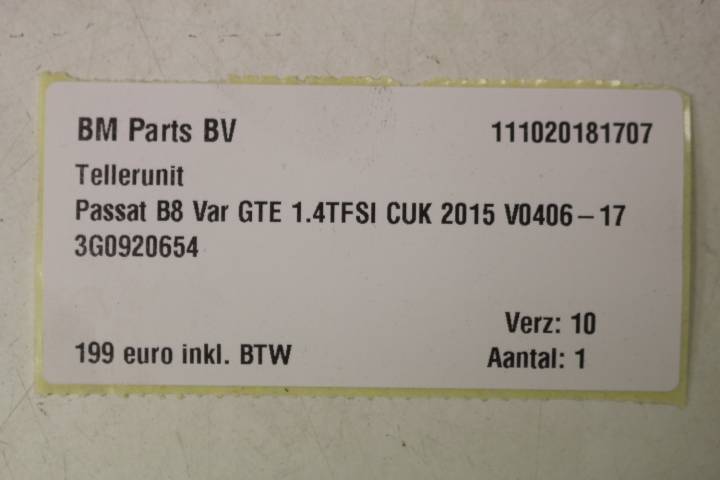 BM Parts BV 111020181707
Tellerunit
Passat B8 Var GTE 1.4TFSI CUK 2015 V0406-17
3G0920654
Verz: 10
199 euro inkl. BTW Aantal: 1